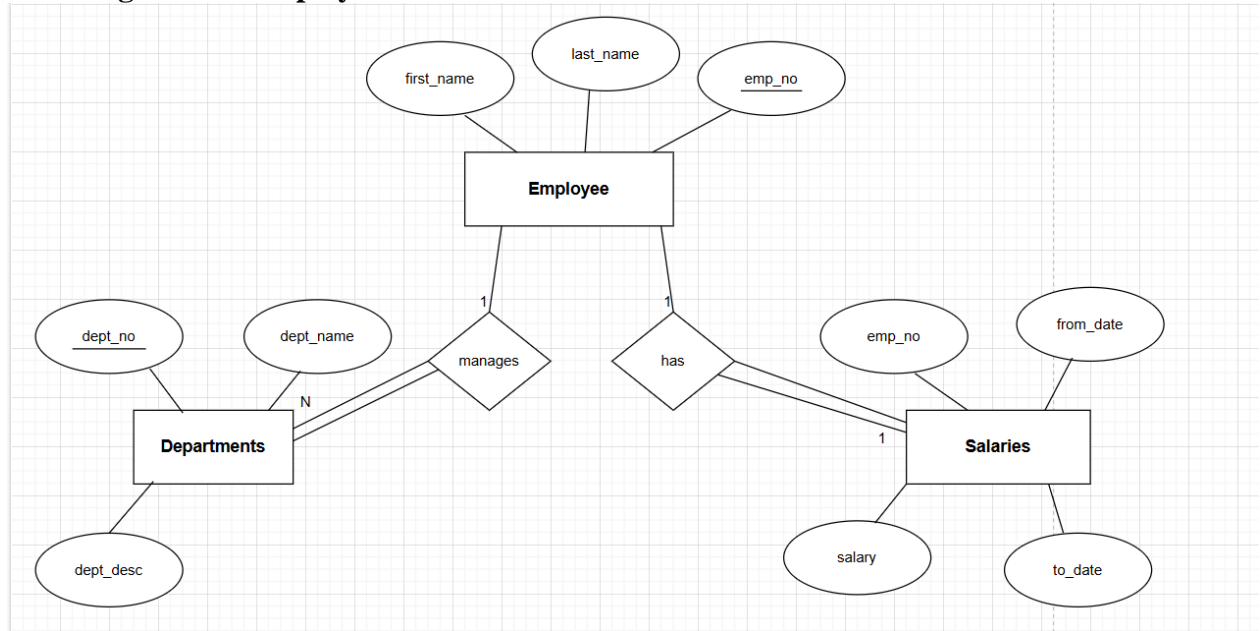 first_name
last_name
emp_no
Employee
1
1
dept_no
dept_name
manages
has
emp_no
from_date
N
Departments
1
Salaries
dept_desc
salary
to_date